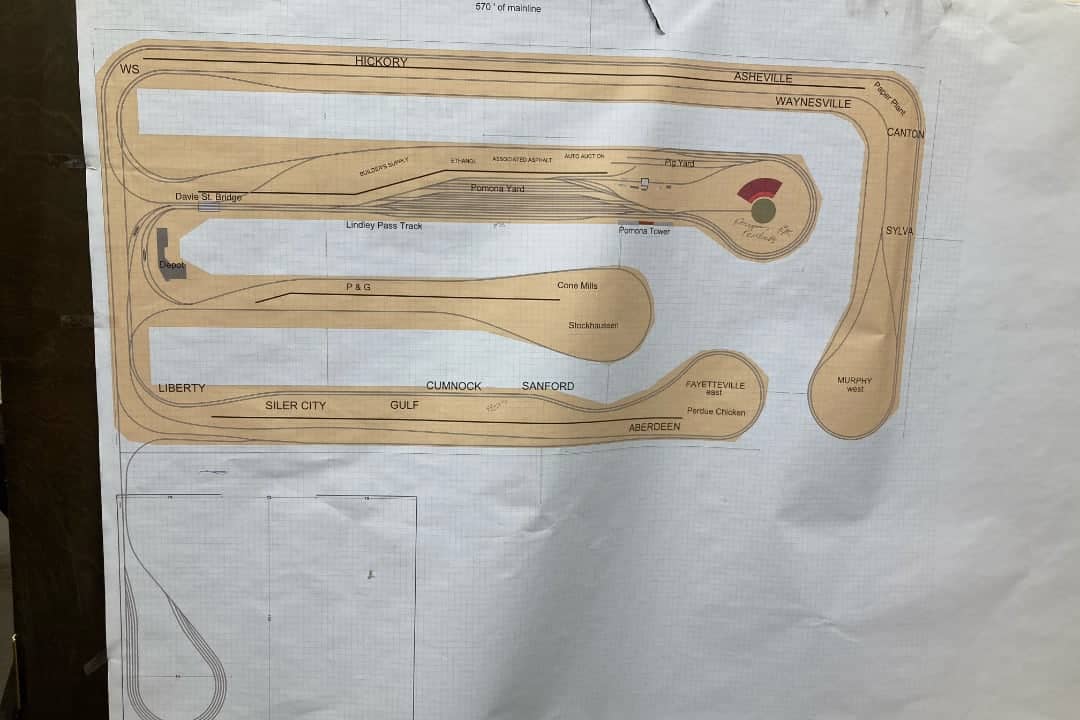 570 ' of mainline
WS
HICKORY
ASHEVILLE
WAYNESVILLE
Paper Plant
CANTON
BUILDER'S SUPPLY
ETHANOL
ASSOCIATED ASPHALT
AUTO AUCTION
Pig Yard
Pomona Yard
Davie St. Bridge
Lindley Pass Track
Pomona Tower
SYLVA
Depot
P & G
Cone Mills
Stockhausen
LIBERTY
CUMNOCK
SANFORD
FAYETTEVILLE
east
MURPHY
west
SILER CITY
GULF
Perdue Chicken
ABERDEEN